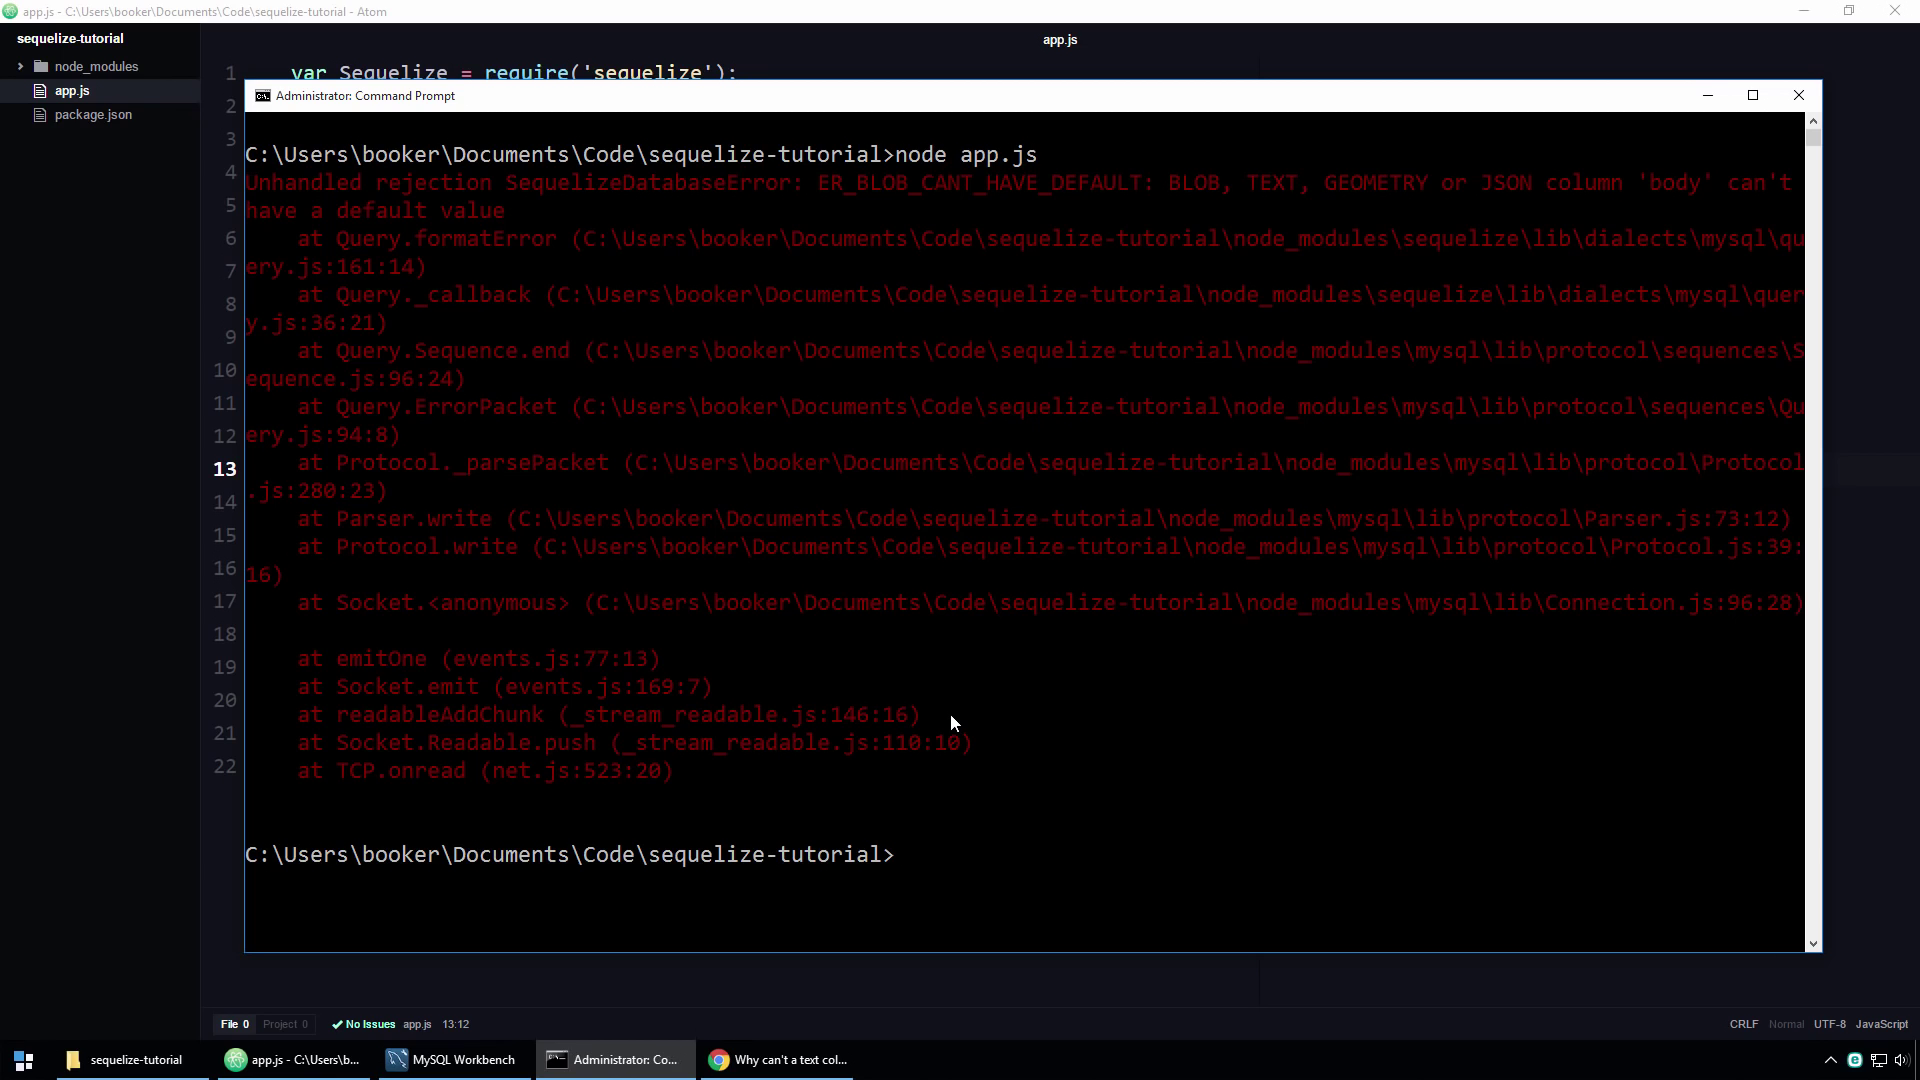 app.js - C:\Users\booker\Documents\Code\sequelize-tutorial - Atom
sequelize-tutorial
app.js
node_modules
app.js
package.json
1 var Sequelize = require('sequelize');
2
3
4
5
6
7
8
9
10
11
12
13
14
15
16
17
18
19
20
21
22
Administrator: Command Prompt
C:\Users\booker\Documents\Code\sequelize-tutorial>node app.js
Unhandled rejection SequelizeDatabaseError: ER_BLOB_CANT_HAVE_DEFAULT: BLOB, TEXT, GEOMETRY or JSON column 'body' can't
have a default value
at Query.formatError (C:\Users\booker\Documents\Code\sequelize-tutorial\node_modules\sequelize\lib\dialects\mysql\qu
ery.js:161:14)
at Query._callback (C:\Users\booker\Documents\Code\sequelize-tutorial\node_modules\sequelize\lib\dialects\mysql\quer
y.js:36:21)
at Query.Sequence.end (C:\Users\booker\Documents\Code\sequelize-tutorial\node_modules\mysql\lib\protocol\sequences\S
equence.js:96:24)
at Query.ErrorPacket (C:\Users\booker\Documents\Code\sequelize-tutorial\node_modules\mysql\lib\protocol\sequences\Qu
ery.js:94:8)
at Protocol._parsePacket (C:\Users\booker\Documents\Code\sequelize-tutorial\node_modules\mysql\lib\protocol\Protocol
.js:280:23)
at Parser.write (C:\Users\booker\Documents\Code\sequelize-tutorial\node_modules\mysql\lib\protocol\Parser.js:73:12)
at Protocol.write (C:\Users\booker\Documents\Code\sequelize-tutorial\node_modules\mysql\lib\protocol\Protocol.js:39:
16)
at Socket.<anonymous> (C:\Users\booker\Documents\Code\sequelize-tutorial\node_modules\mysql\lib\Connection.js:96:28)
at emitOne (events.js:77:13)
at Socket.emit (events.js:169:7)
at readableAddChunk (_stream_readable.js:146:16)
at Socket.Readable.push (_stream_readable.js:110:10)
at TCP.onread (net.js:523:20)
C:\Users\booker\Documents\Code\sequelize-tutorial>
File 0 Project 0 No Issues app.js 13:12 CRLF Normal UTF-8 JavaScript
sequelize-tutorial app.js - C:\Users\b... MySQL Workbench Administrator: Co... Why can't a text col...